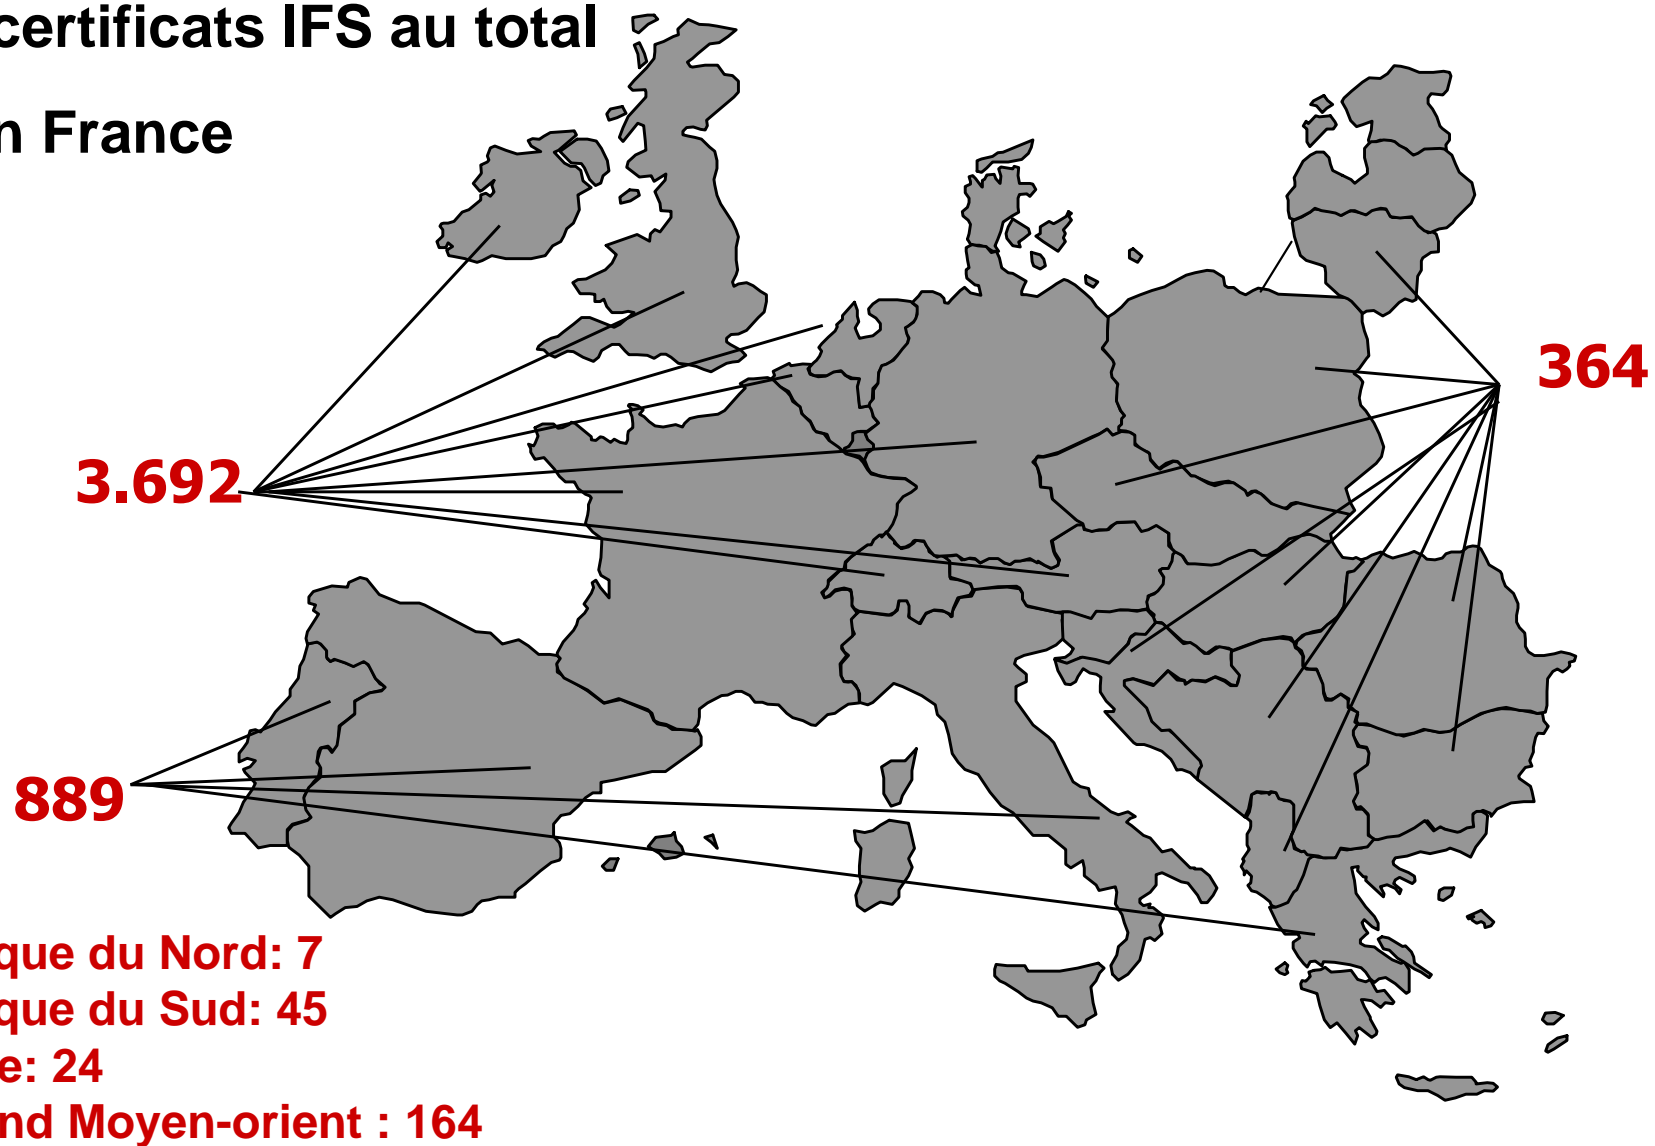 certificats IFS au total
n France
364
3.692
889
que du Nord: 7
que du Sud: 45
e: 24
nd Moyen-orient : 164